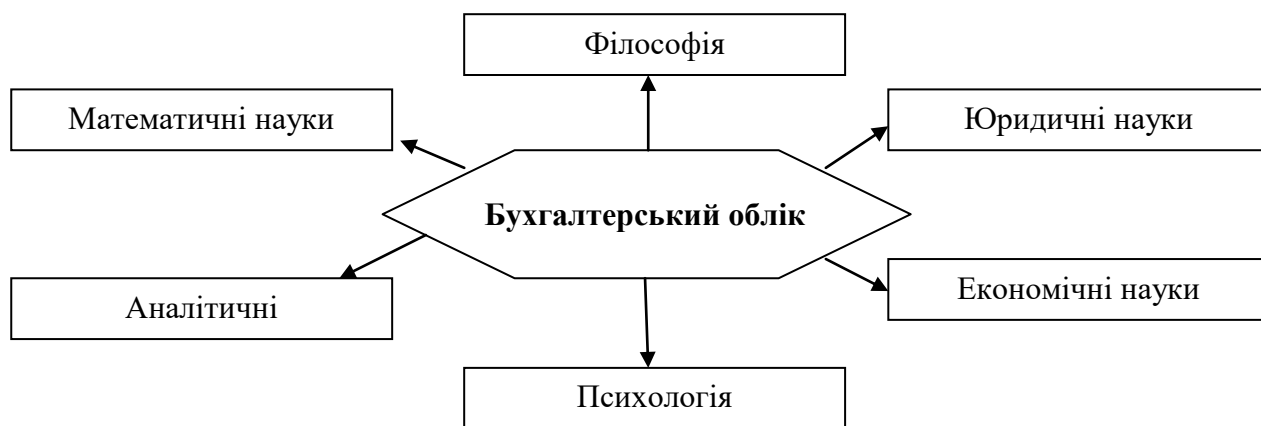 Філософія
Математичні науки
Юридичні науки
Бухгалтерський облік
Аналітичні
Економічні науки
Психологія